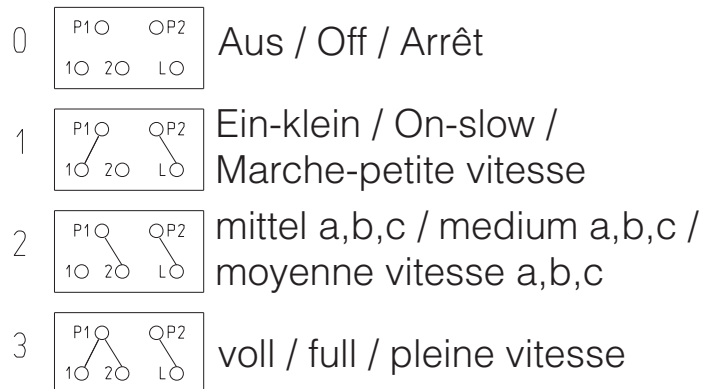 0 P1 P2 Aus / Off / Arrêt
1 2 L
1 P1 P2 Ein-klein / On-slow /
1 2 L Marche-petite vitesse
2 P1 P2 mittel a,b,c / medium a,b,c /
1 2 L moyenne vitesse a,b,c
3 P1 P2 voll / full / pleine vitesse
1 2 L